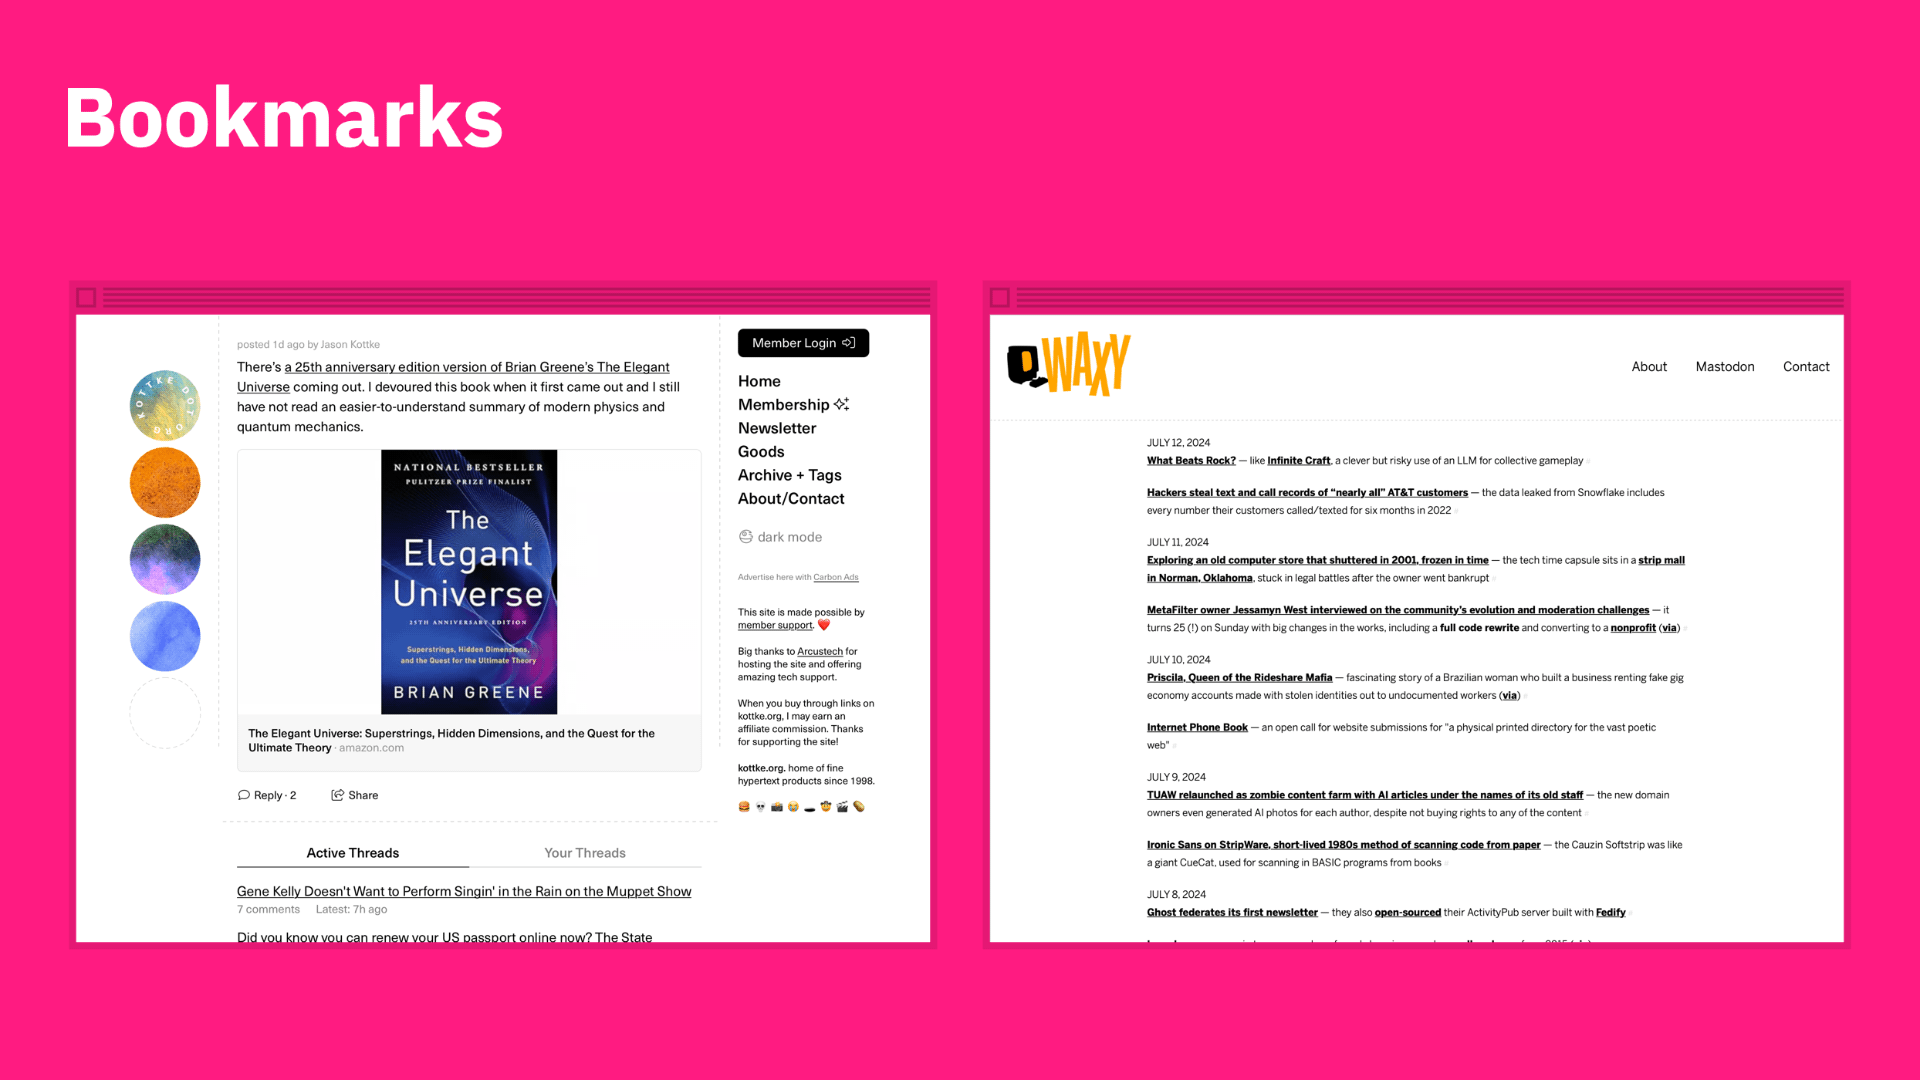 Bookmarks
KOTTKE DOT ORG
posted 1d ago by Jason Kottke
There's a 25th anniversary edition version of Brian Greene's The Elegant
Universe coming out. I devoured this book when it first came out and I still
have not read an easier-to-understand summary of modern physics and
quantum mechanics.
NATIONAL BESTSELLER
PULITZER PRIZE FINALIST
The
Elegant
Universe
25TH ANNIVERSARY EDITION
Superstrings, Hidden Dimensions,
and the Quest for the Ultimate Theory
BRIAN GREENE
The Elegant Universe: Superstrings, Hidden Dimensions, and the Quest for the
Ultimate Theory · amazon.com
Reply · 2 Share
Active Threads Your Threads
Gene Kelly Doesn't Want to Perform Singin' in the Rain on the Muppet Show
7 comments Latest: 7h ago
Did you know you can renew your US passport online now? The State
Member Login
Home
Membership
Newsletter
Goods
Archive + Tags
About/Contact
dark mode
Advertise here with Carbon Ads
This site is made possible by
member support. ❤️
Big thanks to Arcustech for
hosting the site and offering
amazing tech support.
When you buy through links on
kottke.org, I may earn an
affiliate commission. Thanks
for supporting the site!
kottke.org. home of fine
hypertext products since 1998.
WAXY
About Mastodon Contact
JULY 12, 2024
What Beats Rock? — like Infinite Craft, a clever but risky use of an LLM for collective gameplay
Hackers steal text and call records of “nearly all” AT&T customers — the data leaked from Snowflake includes
every number their customers called/texted for six months in 2022
JULY 11, 2024
Exploring an old computer store that shuttered in 2001, frozen in time — the tech time capsule sits in a strip mall
in Norman, Oklahoma, stuck in legal battles after the owner went bankrupt
MetaFilter owner Jessamyn West interviewed on the community's evolution and moderation challenges — it
turns 25 (!) on Sunday with big changes in the works, including a full code rewrite and converting to a nonprofit (via)
JULY 10, 2024
Priscila, Queen of the Rideshare Mafia — fascinating story of a Brazilian woman who built a business renting fake gig
economy accounts made with stolen identities out to undocumented workers (via)
Internet Phone Book — an open call for website submissions for "a physical printed directory for the vast poetic
web"
JULY 9, 2024
TUAW relaunched as zombie content farm with AI articles under the names of its old staff — the new domain
owners even generated AI photos for each author, despite not buying rights to any of the content
Ironic Sans on StripWare, short-lived 1980s method of scanning code from paper — the Cauzin Softstrip was like
a giant CueCat, used for scanning in BASIC programs from books
JULY 8, 2024
Ghost federates its first newsletter — they also open-sourced their ActivityPub server built with Fedify